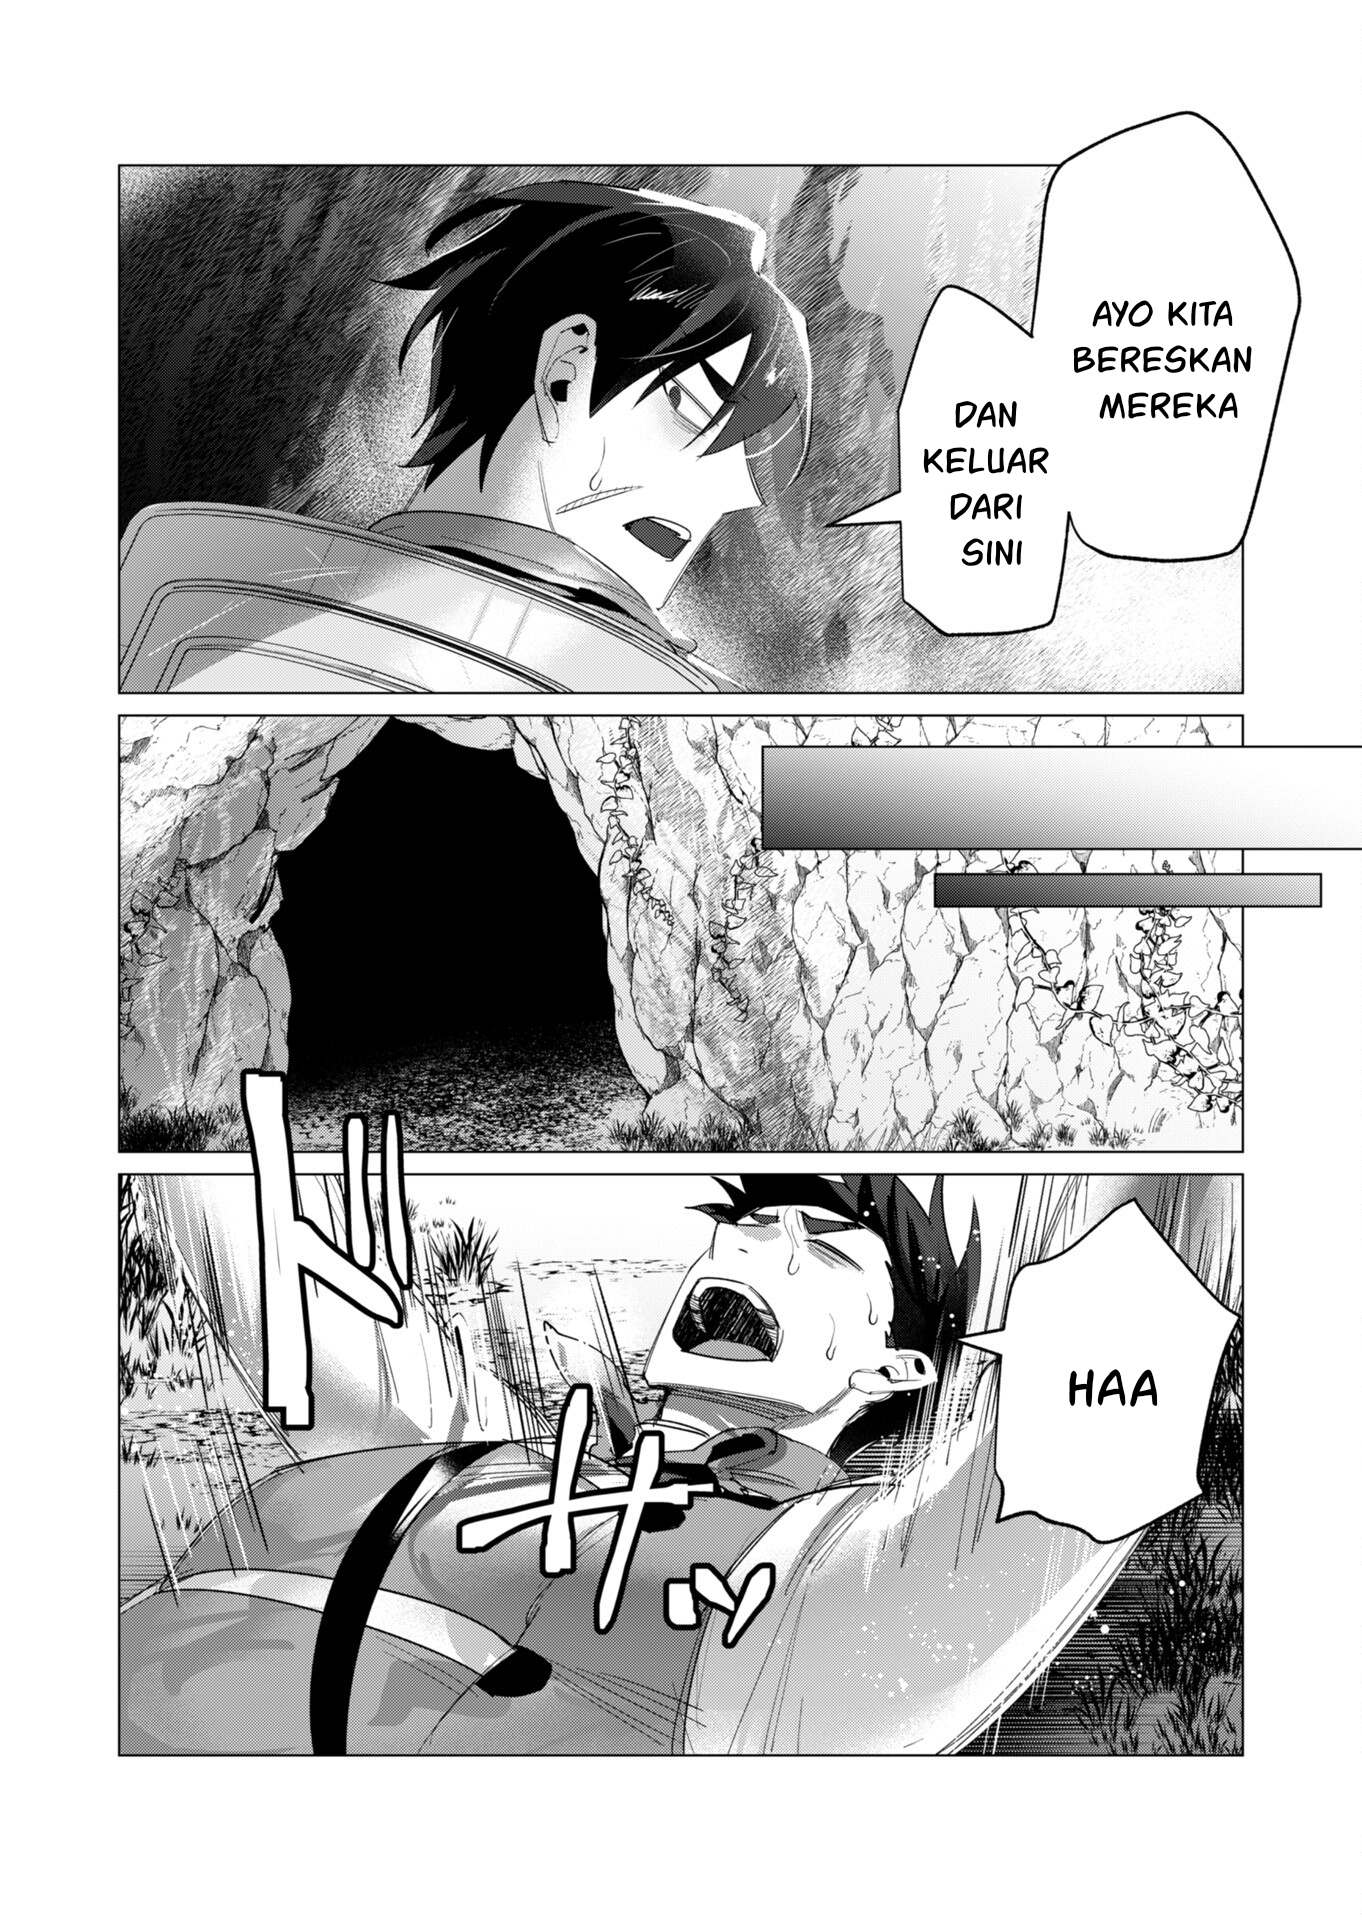 AYO KITA
BERESKAN
MEREKA
DAN
KELUAR
DARI
SINI
ドサッ
HAA